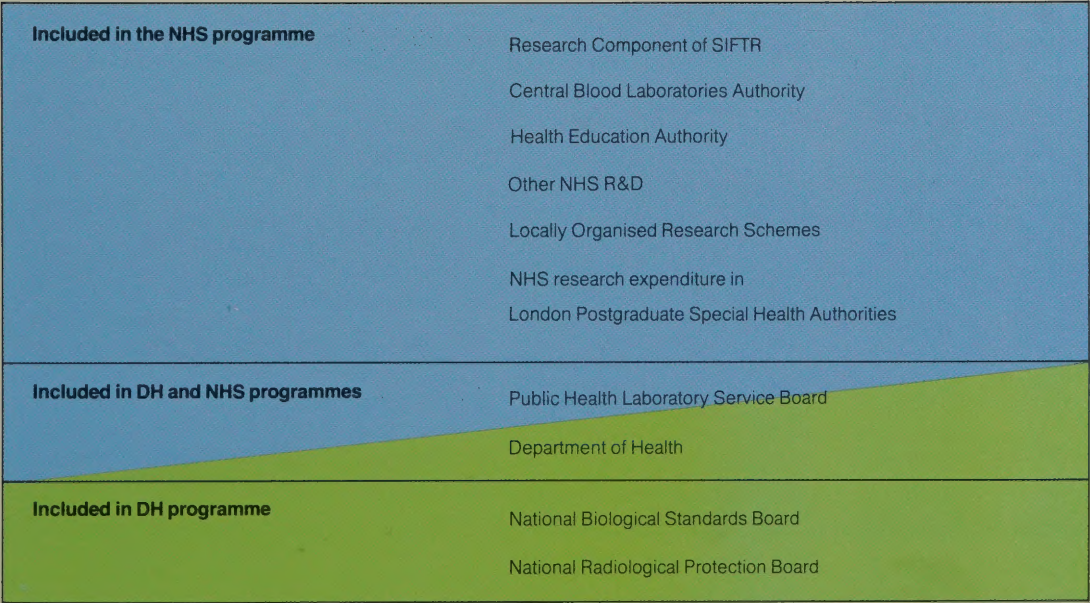 Included in the NHS programme
Research Component of SIFTR
Central Blood Laboratories Authority
Health Education Authority
Other NHS R&D
Locally Organised Research Schemes
NHS research expenditure in
London Postgraduate Special Health Authorities
Included in DH and NHS programmes
Public Health Laboratory Service Board
Department of Health
Included in DH programme
National Biological Standards Board
National Radiological Protection Board